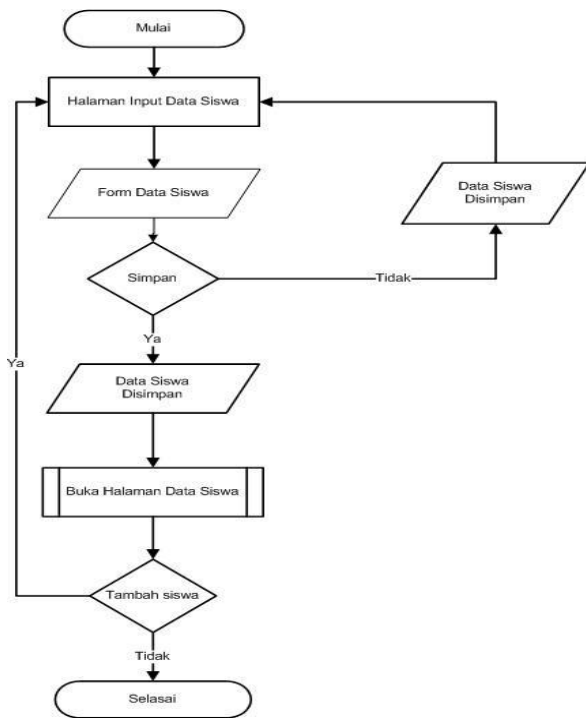 Mulai
Halaman Input Data Siswa
Form Data Siswa
Data Siswa
Disimpan
Simpan
Tidak
Ya
Ya
Data Siswa
Disimpan
Buka Halaman Data Siswa
Tambah siswa
Tidak
Selasai